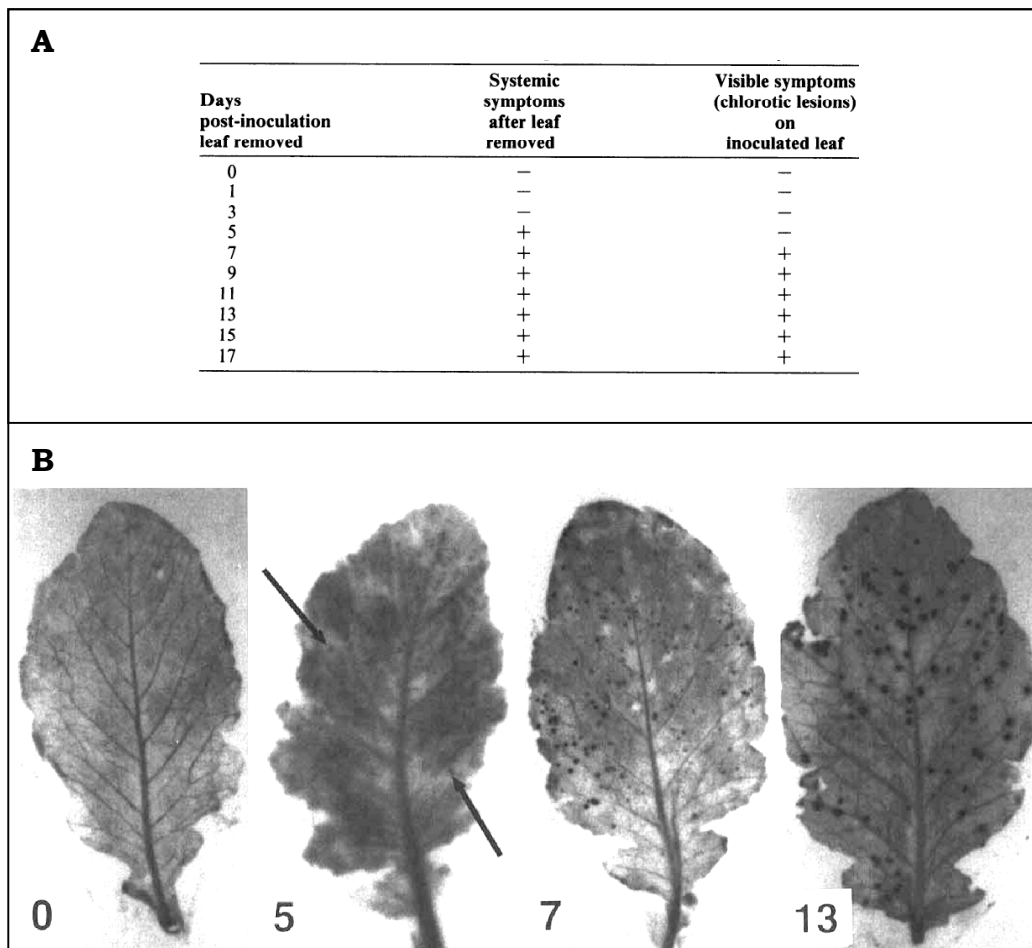 A
Days
post-inoculation
leaf removed
Systemic
symptoms
after leaf
removed
Visible symptoms
(chlorotic lesions)
on
inoculated leaf
0 − −
1 − −
3 − −
5 + −
7 + +
9 + +
11 + +
13 + +
15 + +
17 + +
B
0 5 7 13